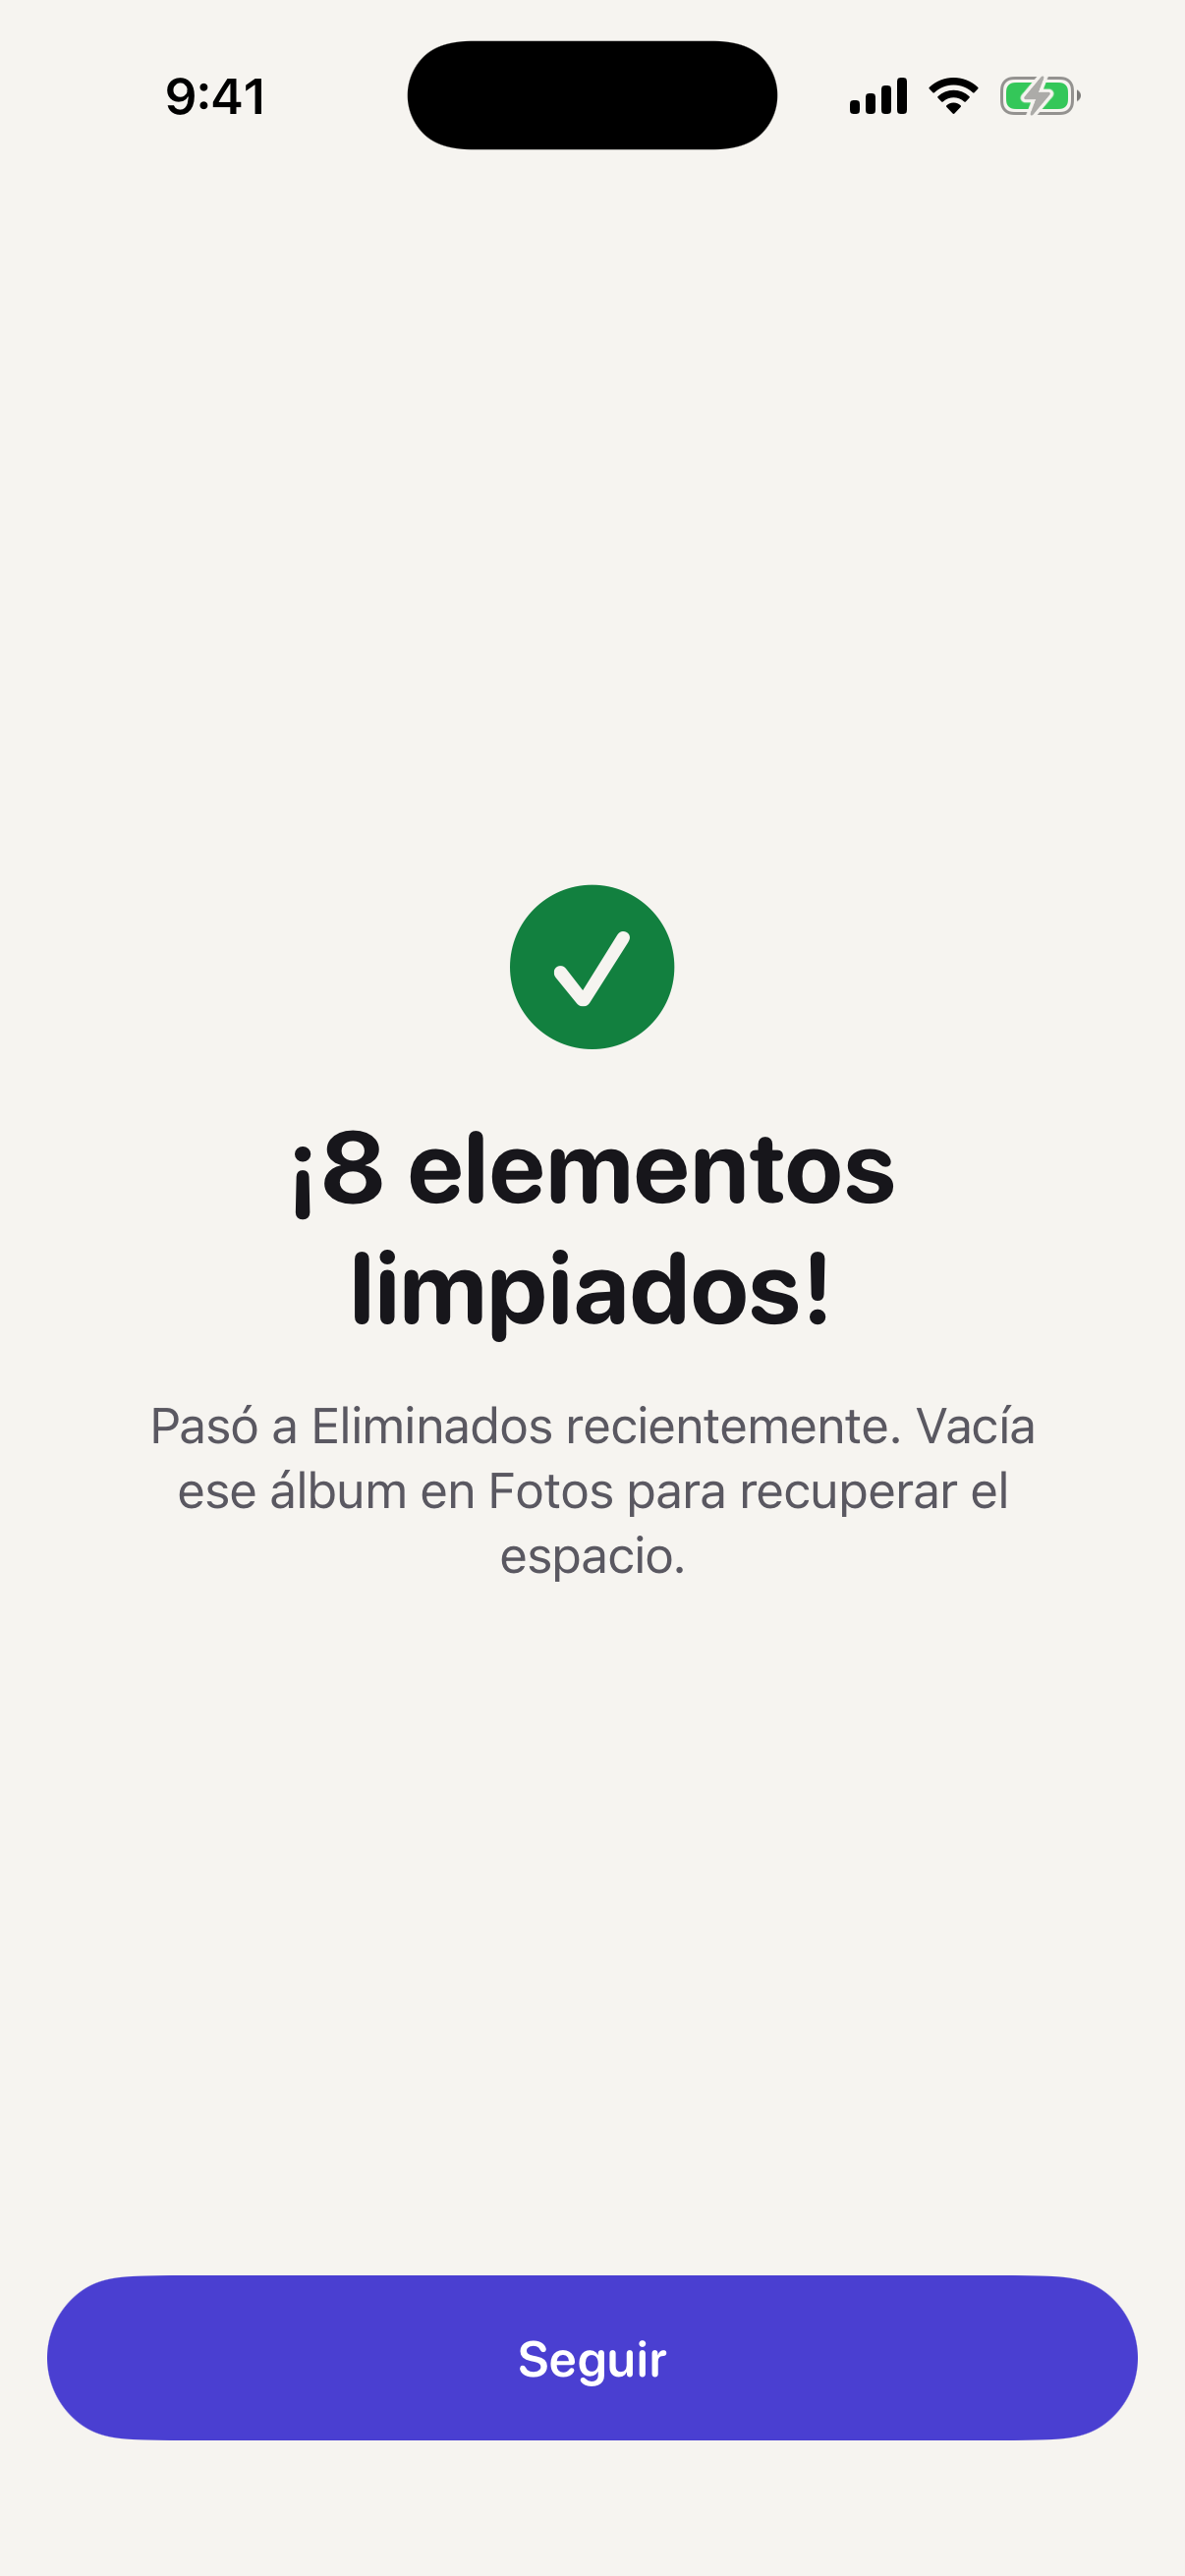 9:41
¡8 elementos
limpiados!
Pasó a Eliminados recientemente. Vacía
ese álbum en Fotos para recuperar el
espacio.
Seguir